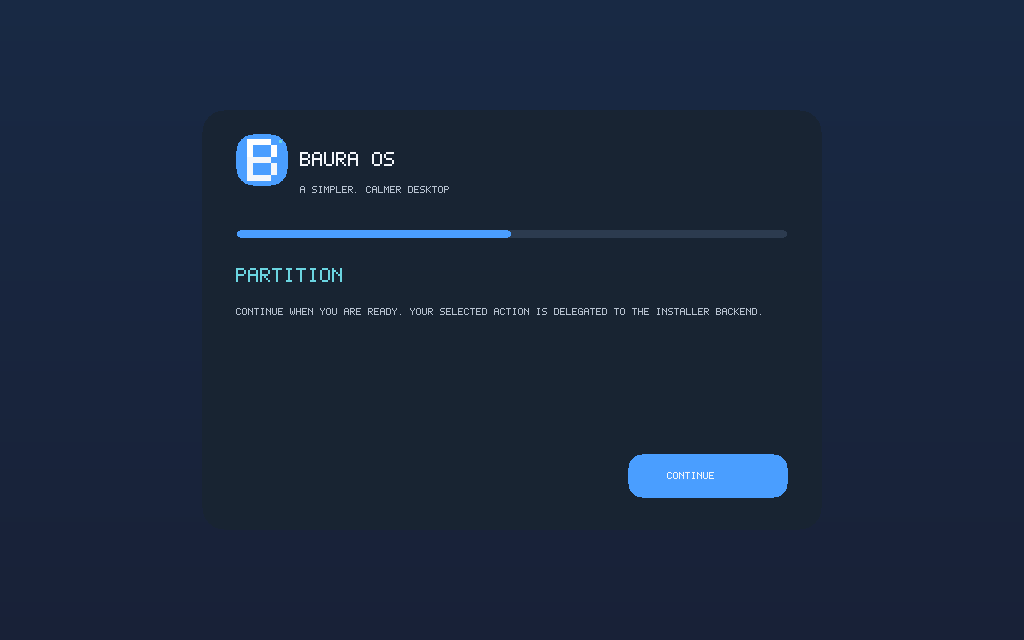 B
BAURA OS
A SIMPLER. CALMER DESKTOP
PARTITION
CONTINUE WHEN YOU ARE READY. YOUR SELECTED ACTION IS DELEGATED TO THE INSTALLER BACKEND.
CONTINUE